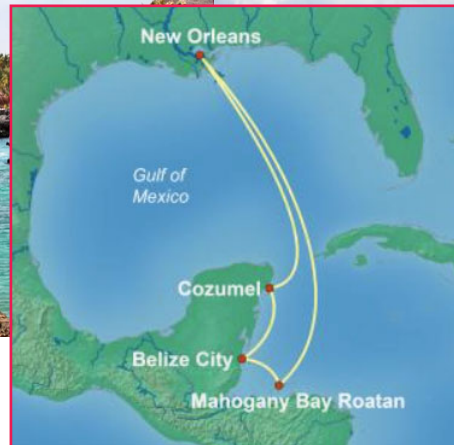 New Orleans
Gulf of
Mexico
Cozumel
Belize City
Mahogany Bay Roatan